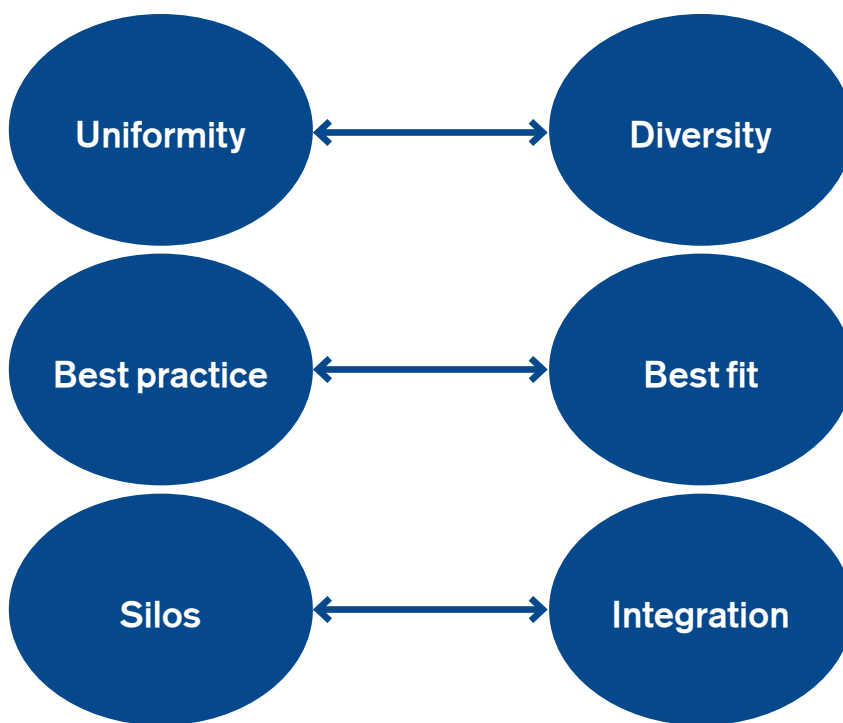 Uniformity
Diversity
Best practice
Best fit
Silos
Integration